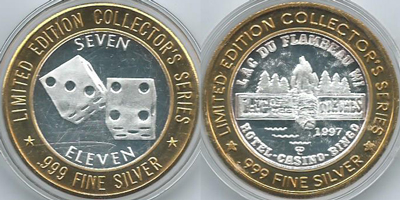 LIMITED EDITION COLLECTOR'S SERIES
SEVEN
ELEVEN
.999 FINE SILVER
LIMITED EDITION COLLECTOR'S SERIES
LAC DU FLAMBEAU WI
1997
HOTEL-CASINO-BINGO
.999 FINE SILVER